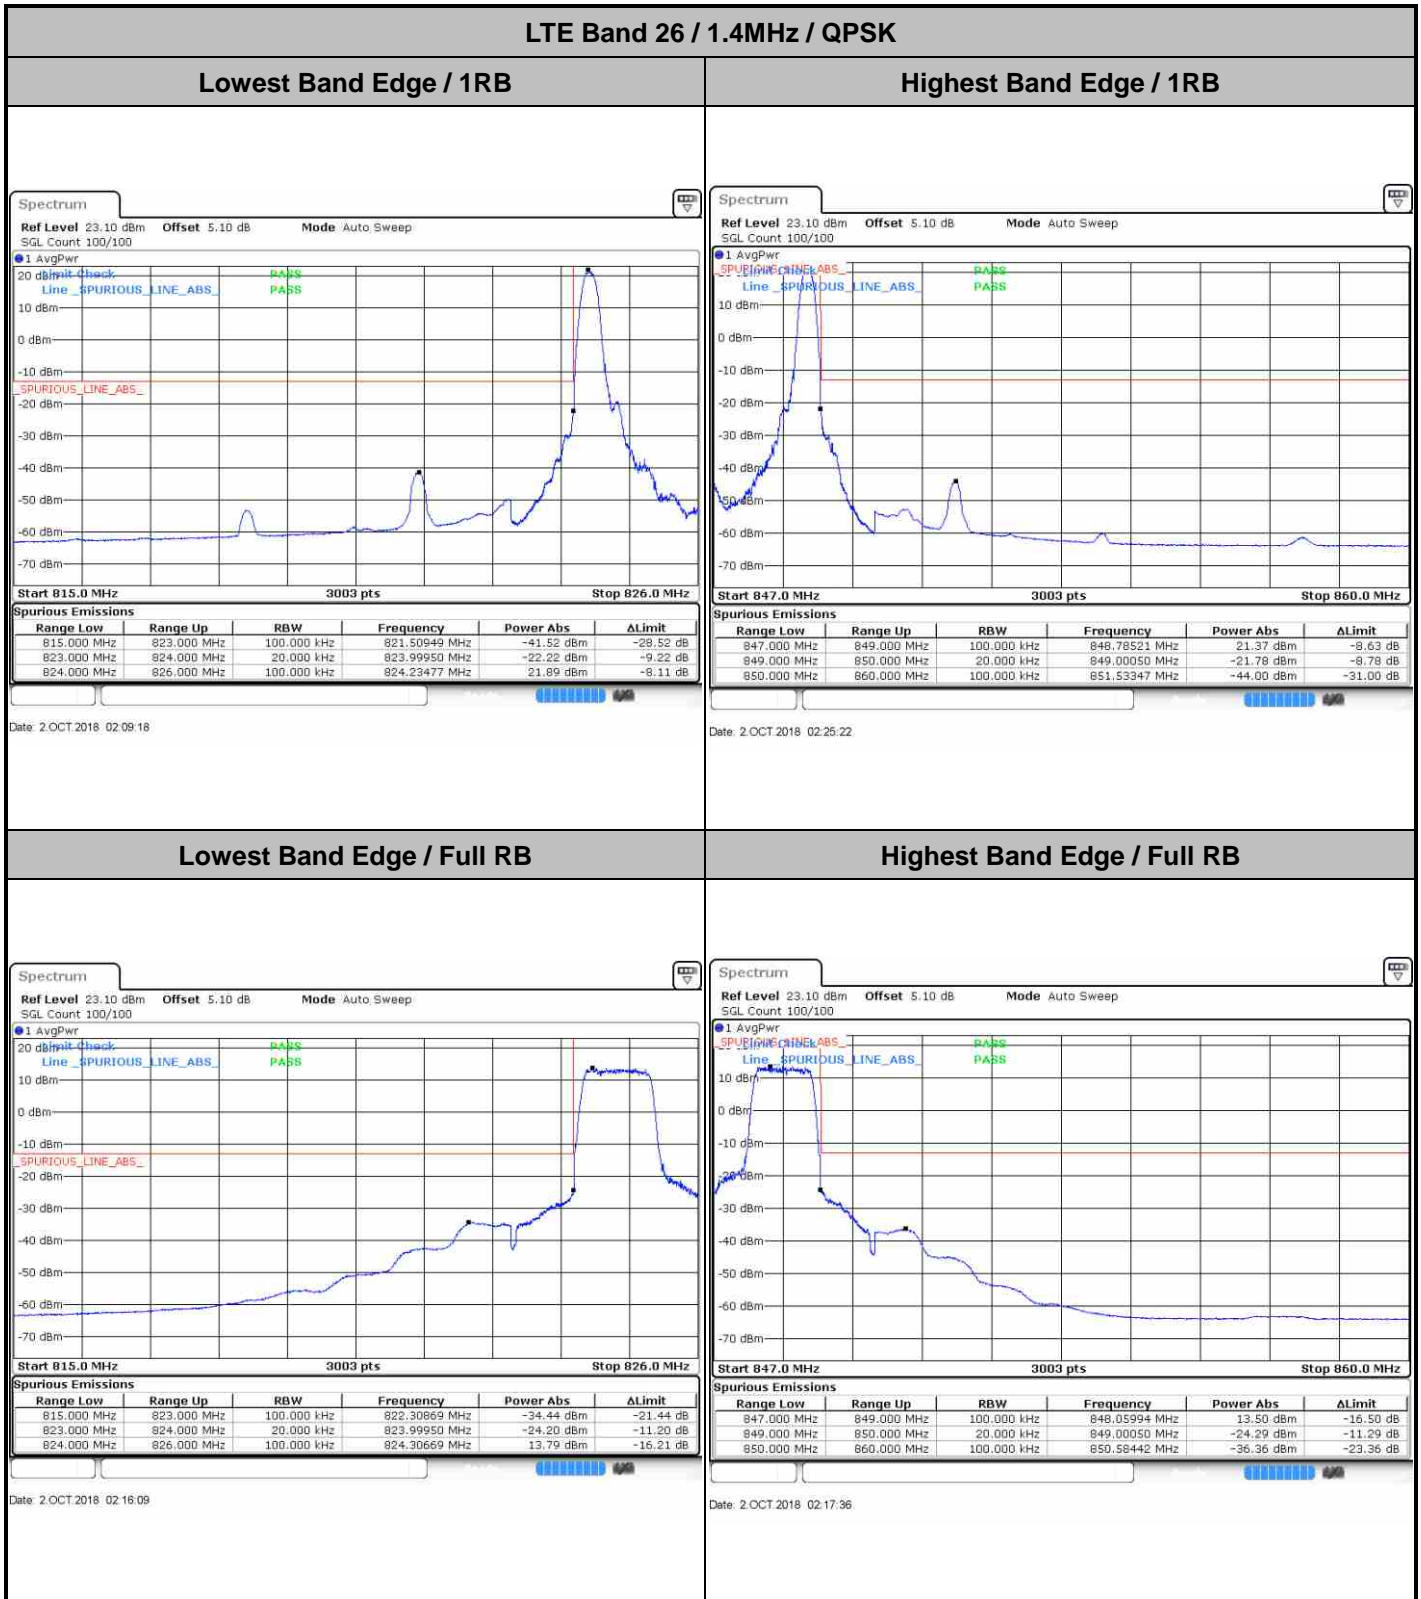 LTE Band 26 / 1.4MHz / QPSK
Lowest Band Edge / 1RB
Highest Band Edge / 1RB
Spectrum
Ref Level 23.10 dBm Offset 5.10 dB Mode Auto Sweep
SGL Count 100/100
1 AvgPwr
20 dBm Limit Check PASS
Line _SPURIOUS_LINE_ABS_ PASS
10 dBm
0 dBm
-10 dBm
_SPURIOUS_LINE_ABS_
-20 dBm
-30 dBm
-40 dBm
-50 dBm
-60 dBm
-70 dBm
Start 815.0 MHz 3003 pts Stop 826.0 MHz
Spurious Emissions
Range Low Range Up RBW Frequency Power Abs ΔLimit
815.000 MHz 823.000 MHz 100.000 kHz 821.50949 MHz -41.52 dBm -28.52 dB
823.000 MHz 824.000 MHz 20.000 kHz 823.99950 MHz -22.22 dBm -9.22 dB
824.000 MHz 826.000 MHz 100.000 kHz 824.23477 MHz 21.89 dBm -8.11 dB
Date: 2.OCT.2018 02:09:18
Spectrum
Ref Level 23.10 dBm Offset 5.10 dB Mode Auto Sweep
SGL Count 100/100
1 AvgPwr
_SPURIOUS_LINE_ABS_
Limit Check PASS
Line _SPURIOUS_LINE_ABS_ PASS
10 dBm
0 dBm
-10 dBm
-20 dBm
-30 dBm
-40 dBm
-50 dBm
-60 dBm
-70 dBm
Start 847.0 MHz 3003 pts Stop 860.0 MHz
Spurious Emissions
Range Low Range Up RBW Frequency Power Abs ΔLimit
847.000 MHz 849.000 MHz 100.000 kHz 848.78521 MHz 21.37 dBm -8.63 dB
849.000 MHz 850.000 MHz 20.000 kHz 849.00050 MHz -21.78 dBm -8.78 dB
850.000 MHz 860.000 MHz 100.000 kHz 851.53347 MHz -44.00 dBm -31.00 dB
Date: 2.OCT.2018 02:25:22
Lowest Band Edge / Full RB
Highest Band Edge / Full RB
Spectrum
Ref Level 23.10 dBm Offset 5.10 dB Mode Auto Sweep
SGL Count 100/100
1 AvgPwr
20 dBm Limit Check PASS
Line _SPURIOUS_LINE_ABS_ PASS
10 dBm
0 dBm
-10 dBm
_SPURIOUS_LINE_ABS_
-20 dBm
-30 dBm
-40 dBm
-50 dBm
-60 dBm
-70 dBm
Start 815.0 MHz 3003 pts Stop 826.0 MHz
Spurious Emissions
Range Low Range Up RBW Frequency Power Abs ΔLimit
815.000 MHz 823.000 MHz 100.000 kHz 822.30869 MHz -34.44 dBm -21.44 dB
823.000 MHz 824.000 MHz 20.000 kHz 823.99950 MHz -24.20 dBm -11.20 dB
824.000 MHz 826.000 MHz 100.000 kHz 824.30669 MHz 13.79 dBm -16.21 dB
Date: 2.OCT.2018 02:16:09
Spectrum
Ref Level 23.10 dBm Offset 5.10 dB Mode Auto Sweep
SGL Count 100/100
1 AvgPwr
_SPURIOUS_LINE_ABS_
Limit Check PASS
Line _SPURIOUS_LINE_ABS_ PASS
10 dBm
0 dBm
-10 dBm
-20 dBm
-30 dBm
-40 dBm
-50 dBm
-60 dBm
-70 dBm
Start 847.0 MHz 3003 pts Stop 860.0 MHz
Spurious Emissions
Range Low Range Up RBW Frequency Power Abs ΔLimit
847.000 MHz 849.000 MHz 100.000 kHz 848.05994 MHz 13.50 dBm -16.50 dB
849.000 MHz 850.000 MHz 20.000 kHz 849.00050 MHz -24.29 dBm -11.29 dB
850.000 MHz 860.000 MHz 100.000 kHz 850.58442 MHz -36.36 dBm -23.36 dB
Date: 2.OCT.2018 02:17:36